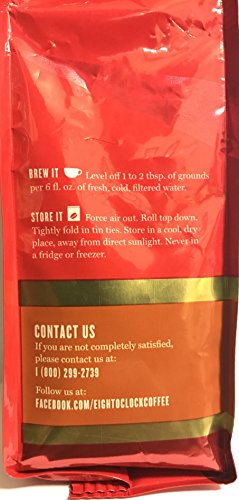 BREW IT Level off 1 to 2 tbsp. of grounds
per 6 fl. oz. of fresh, cold, filtered water.
STORE IT Force air out. Roll top down.
Tightly fold in tin ties. Store in a cool, dry
place, away from direct sunlight. Never in
a fridge or freezer.
CONTACT US
If you are not completely satisfied,
please contact us at:
1 (800) 299-2739
Follow us at:
FACEBOOK.COM/EIGHTOCLOCKCOFFEE